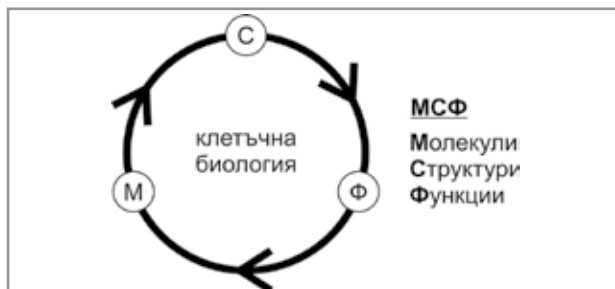 С
клетъчна
биология
М
Ф
МСФ
Молекули
Структури
Функции